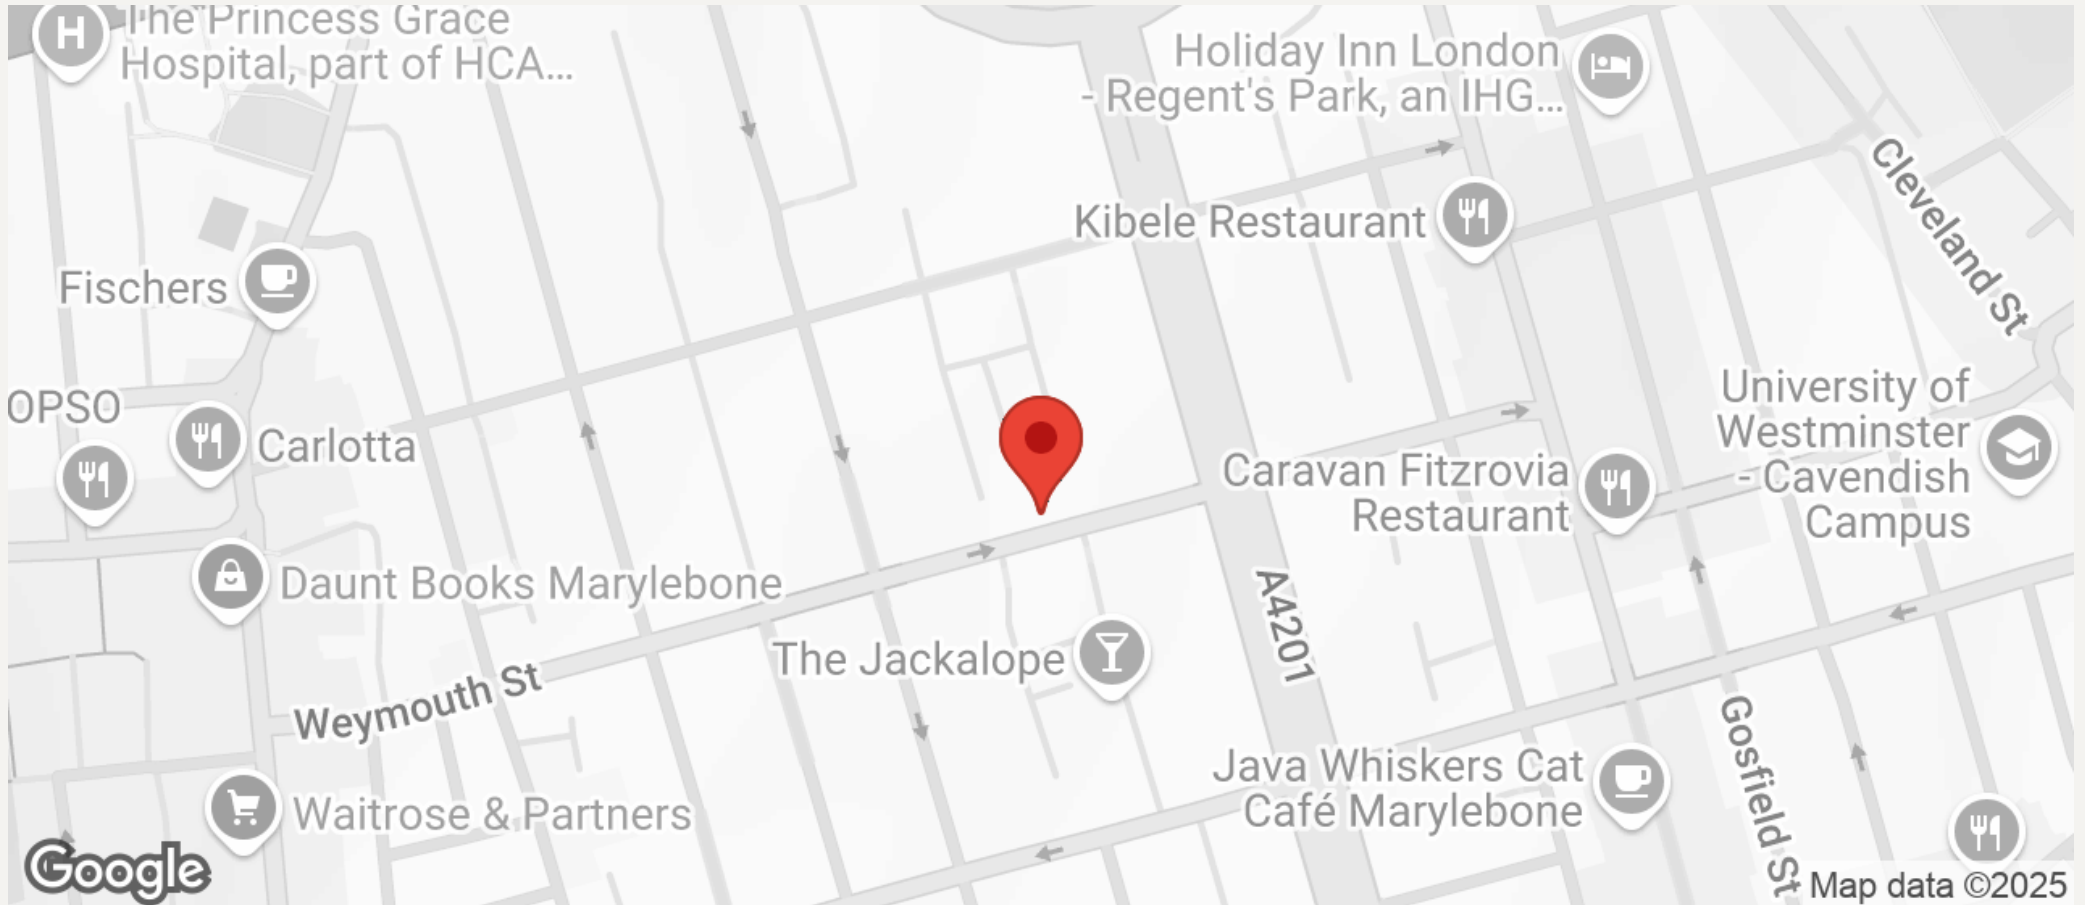 The Princess Grace
Hospital, part of HCA...
H
Holiday Inn London
- Regent's Park, an IHG...
Kibele Restaurant
Cleveland St
Fischers
OPSO
Carlotta
University of
Westminster
- Cavendish
Campus
Caravan Fitzrovia
Restaurant
Daunt Books Marylebone
A4201
The Jackalope
Weymouth St
Gosfield St
Java Whiskers Cat
Café Marylebone
Waitrose & Partners
Google
Map data ©2025